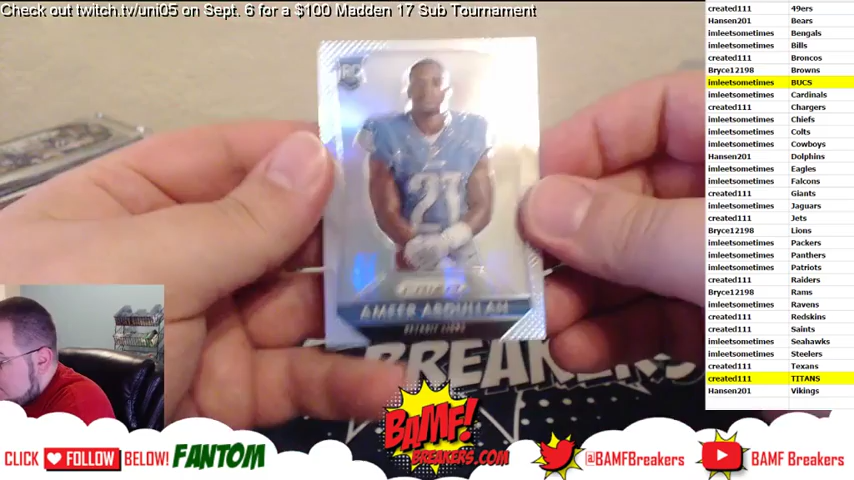 Check out twitch.tv/uni05 on Sept. 6 for a $100 Madden 17 Sub Tournament
RC
21
AMEER ABDULLAH
DETROIT LIONS
BREAKERS
created111 49ers
Hansen201 Bears
imleetsometimes Bengals
imleetsometimes Bills
created111 Broncos
Bryce12198 Browns
imleetsometimes BUCS
imleetsometimes Cardinals
created111 Chargers
imleetsometimes Chiefs
imleetsometimes Colts
imleetsometimes Cowboys
Hansen201 Dolphins
imleetsometimes Eagles
imleetsometimes Falcons
created111 Giants
imleetsometimes Jaguars
created111 Jets
Bryce12198 Lions
imleetsometimes Packers
imleetsometimes Panthers
imleetsometimes Patriots
created111 Raiders
Bryce12198 Rams
imleetsometimes Ravens
created111 Redskins
created111 Saints
imleetsometimes Seahawks
imleetsometimes Steelers
created111 Texans
created111 TITANS
Hansen201 Vikings
CLICK FOLLOW BELOW! FANTOM
BAMF!
BREAKERS.COM
@BAMFBreakers
BAMF Breakers